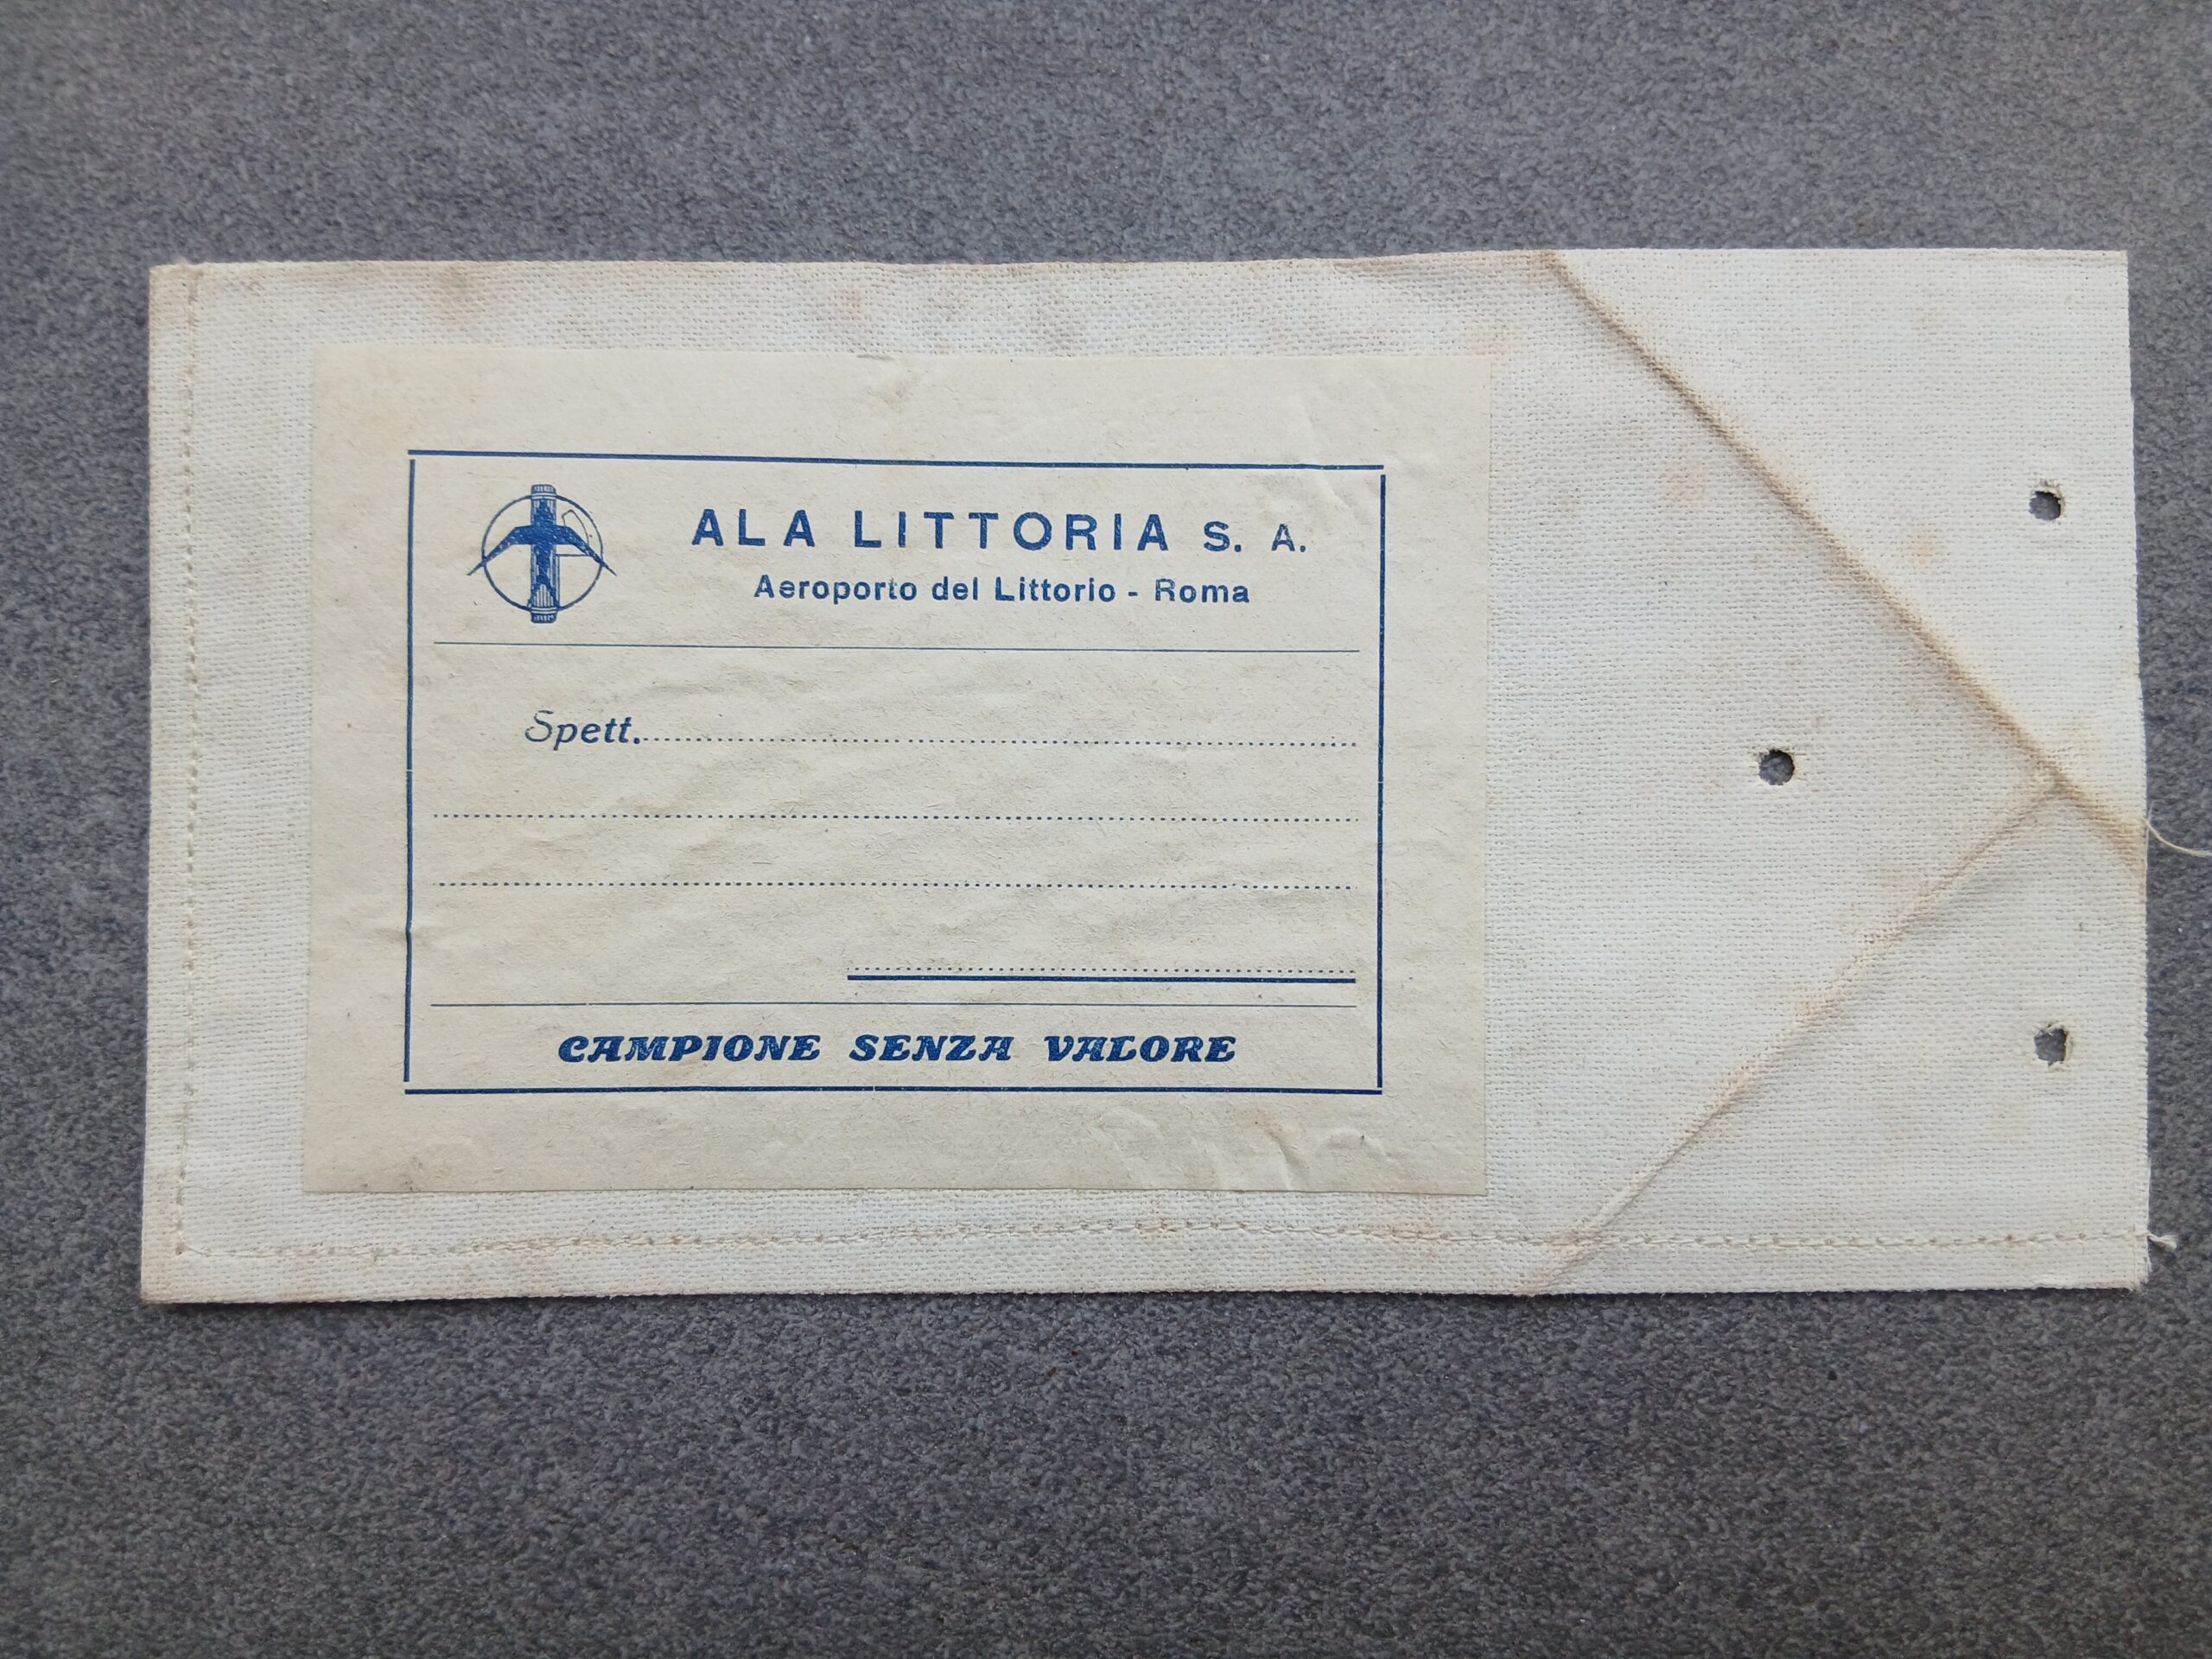 ALA LITTORIA S. A.
Aeroporto del Littorio - Roma
Spett.
CAMPIONE SENZA VALORE